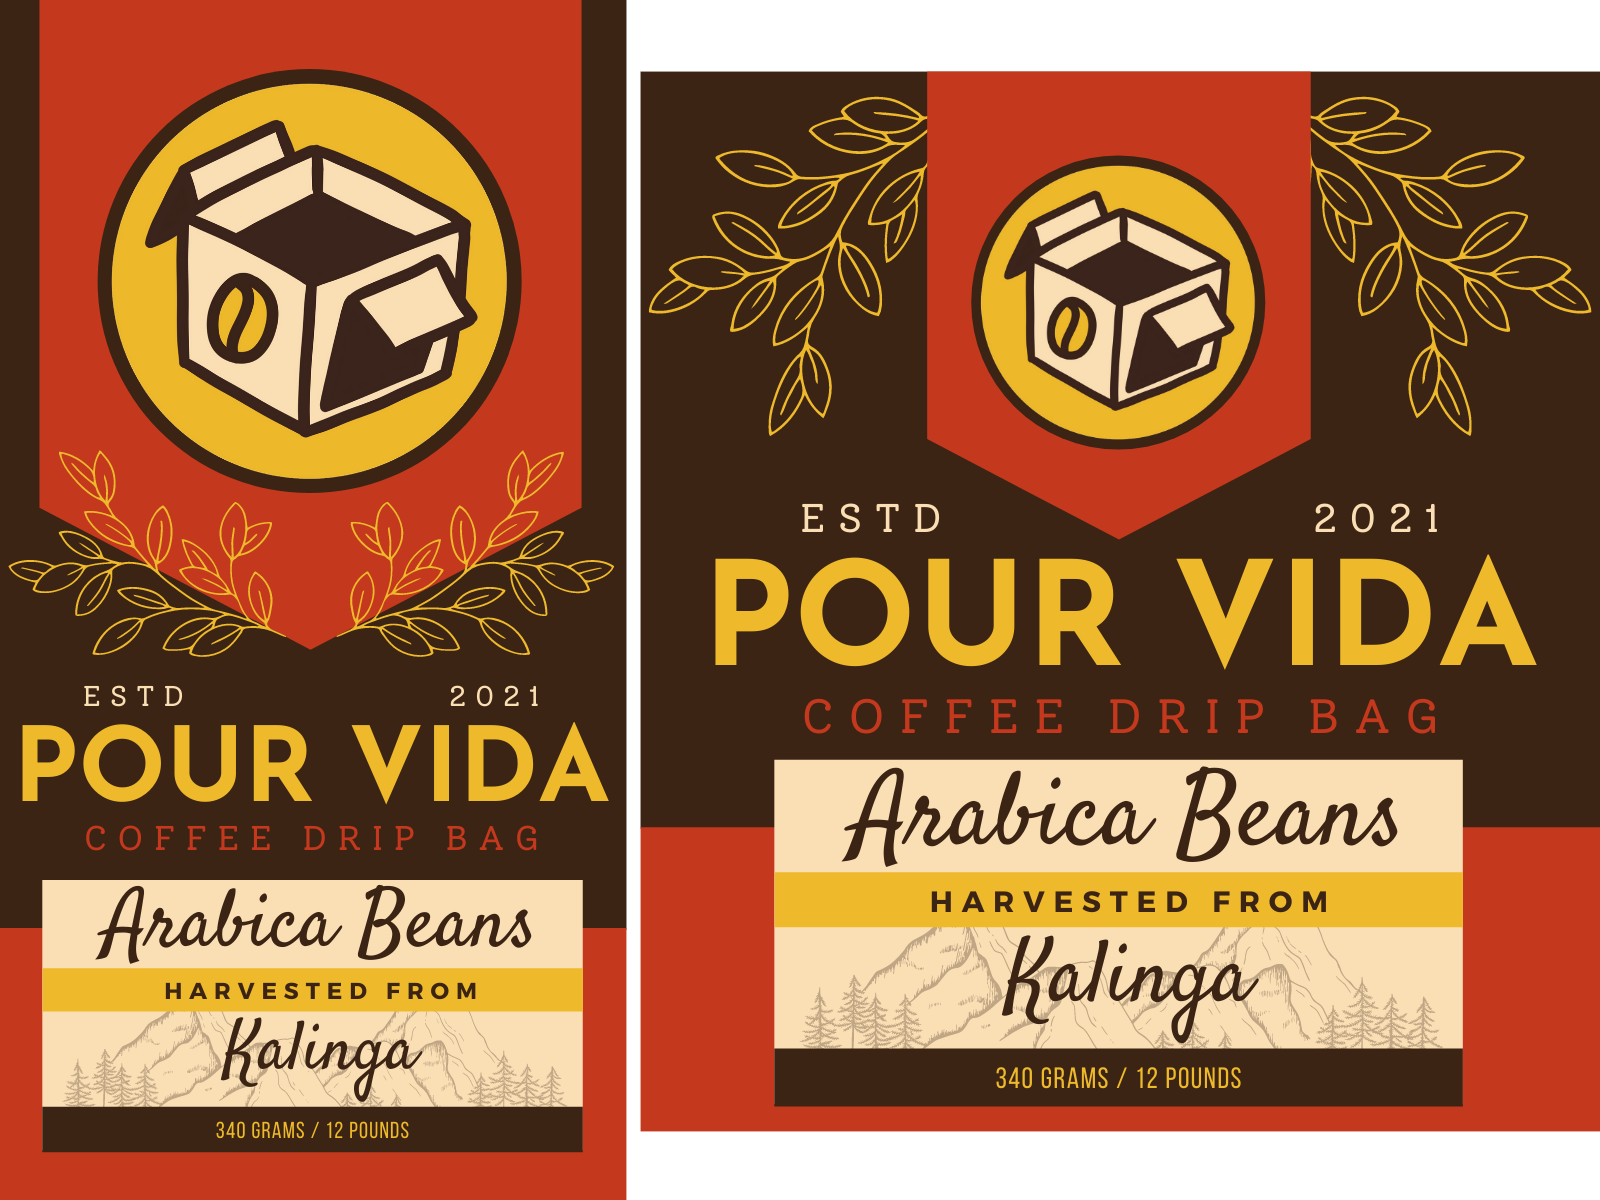 ESTD 2021
POUR VIDA
COFFEE DRIP BAG
Arabica Beans
HARVESTED FROM
Kalinga
340 GRAMS / 12 POUNDS
ESTD 2021
POUR VIDA
COFFEE DRIP BAG
Arabica Beans
HARVESTED FROM
Kalinga
340 GRAMS / 12 POUNDS